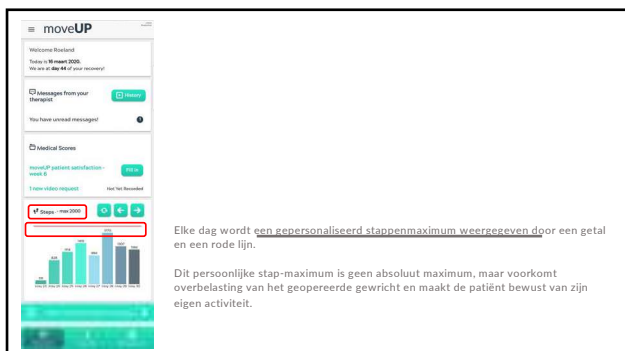 moveUP
Welcome Roeland
Today is 16 maart 2020.
We are at day 44 of your recovery!
Messages from your
therapist
History
You have unread messages!
Medical Scores
moveUP patient satisfaction -
week 6
Fill in
1 new video request
Not Yet Recorded
Steps - max 2000
Elke dag wordt een gepersonaliseerd stappenmaximum weergegeven door een getal
en een rode lijn.
Dit persoonlijke stap-maximum is geen absoluut maximum, maar voorkomt
overbelasting van het geopereerde gewricht en maakt de patiënt bewust van zijn
eigen activiteit.